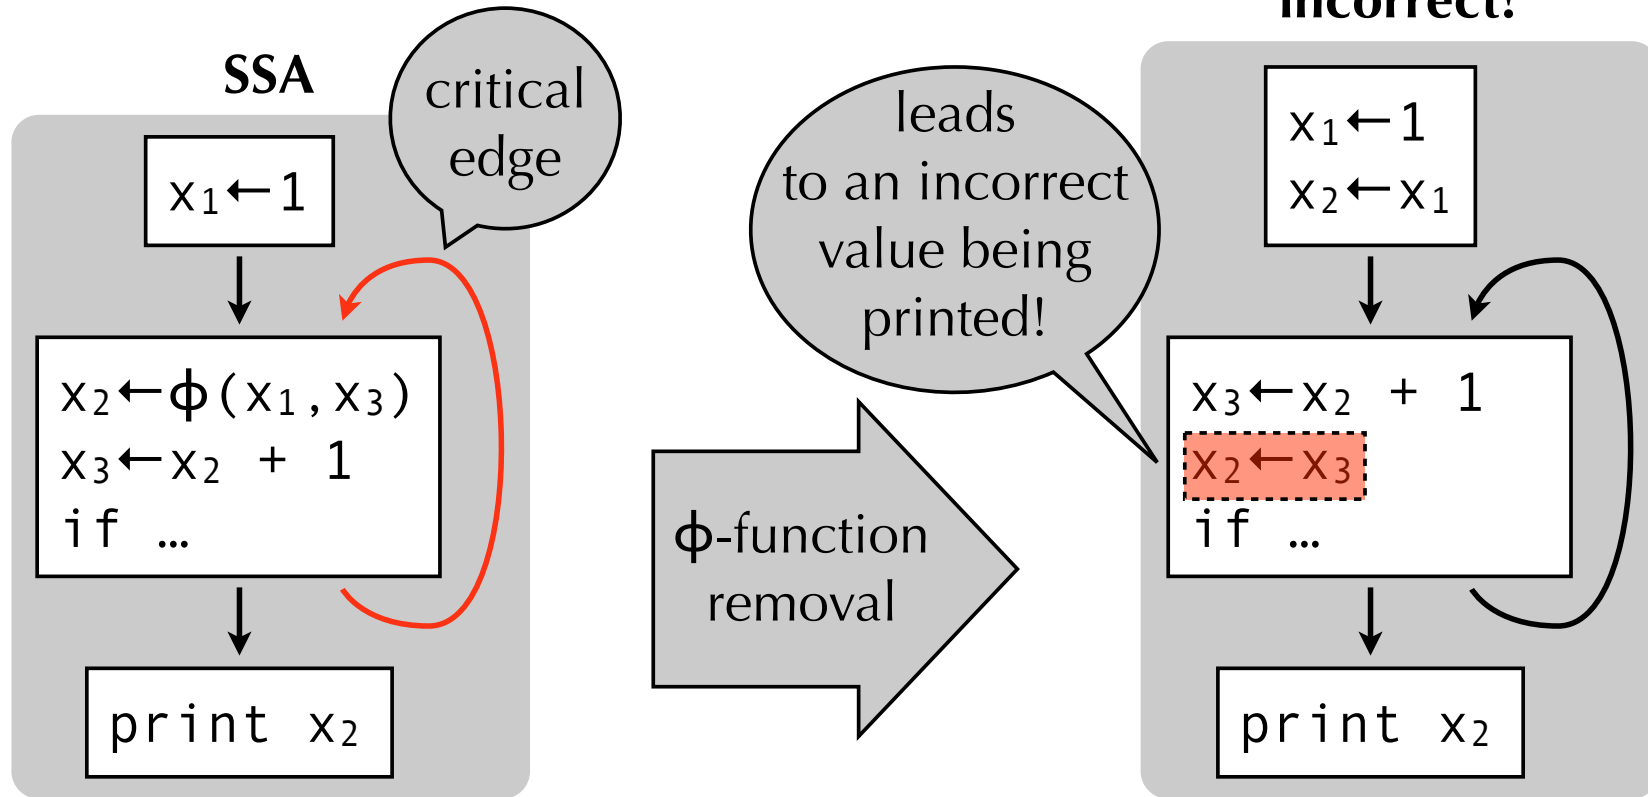 SSA
critical
edge
x₁←1
x₂←ϕ(x₁,x₃)
x₃←x₂ + 1
if …
print x₂
ϕ-function
removal
leads
to an incorrect
value being
printed!
incorrect!
x₁←1
x₂←x₁
x₃←x₂ + 1
x₂←x₃
if …
print x₂